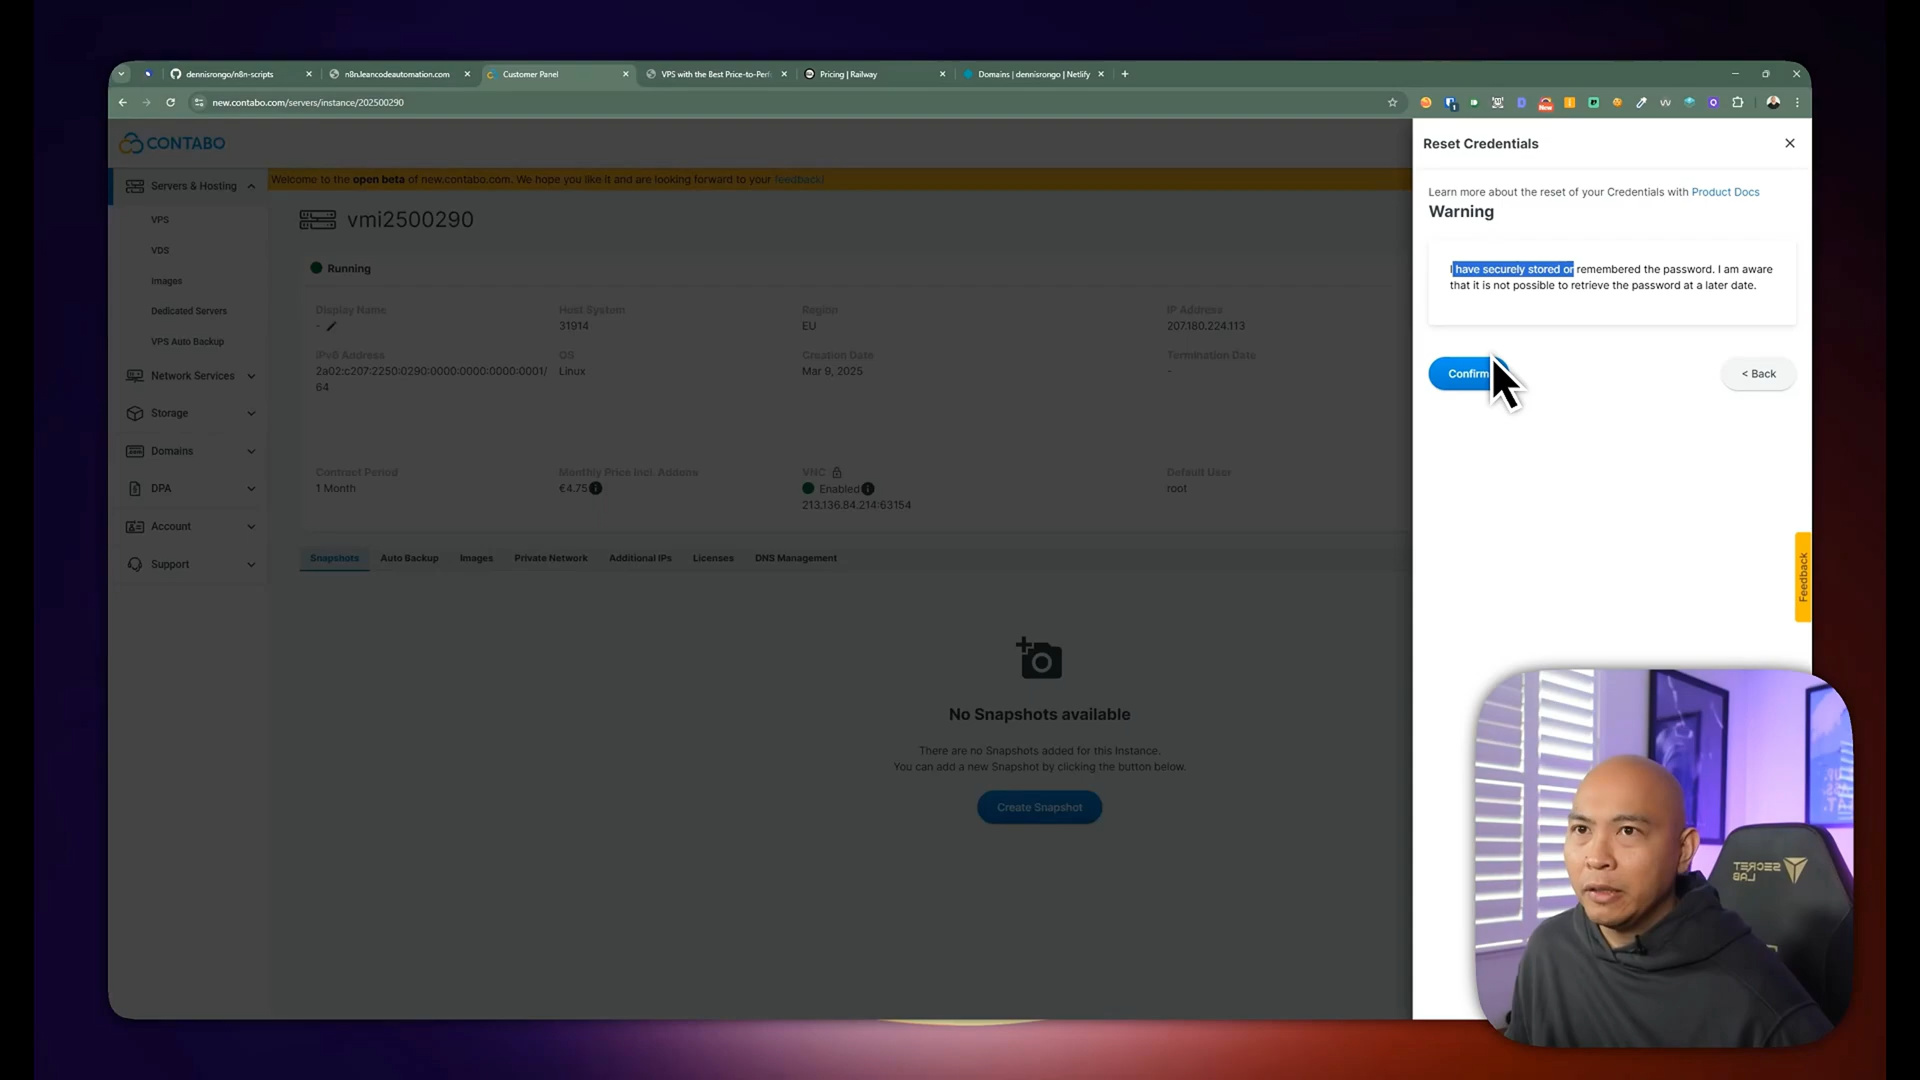 dennisrongo/n8n-scripts
n8n.leancodeautomation.com
Customer Panel
VPS with the Best Price-to-Perf
Pricing | Railway
Domains | dennisrongo | Netlify
new.contabo.com/servers/instance/202500290
New
CONTABO
Servers & Hosting
VPS
VDS
Images
Dedicated Servers
VPS Auto Backup
Network Services
Storage
Domains
DPA
Account
Support
Welcome to the open beta of new.contabo.com. We hope you like it and are looking forward to your feedback!
vmi2500290
Running
Display Name
-
Host System
31914
Region
EU
IP Address
207.180.224.113
IPv6 Address
2a02:c207:2250:0290:0000:0000:0000:0001/
64
OS
Linux
Creation Date
Mar 9, 2025
Termination Date
-
Contract Period
1 Month
Monthly Price Incl. Addons
€4.75
VNC
Enabled
213.136.84.214:63154
Default User
root
Snapshots
Auto Backup
Images
Private Network
Additional IPs
Licenses
DNS Management
No Snapshots available
There are no Snapshots added for this Instance.
You can add a new Snapshot by clicking the button below.
Create Snapshot
Reset Credentials
Learn more about the reset of your Credentials with Product Docs
Warning
I have securely stored or remembered the password. I am aware
that it is not possible to retrieve the password at a later date.
Confirm
< Back
Feedback
SECRET
LAB